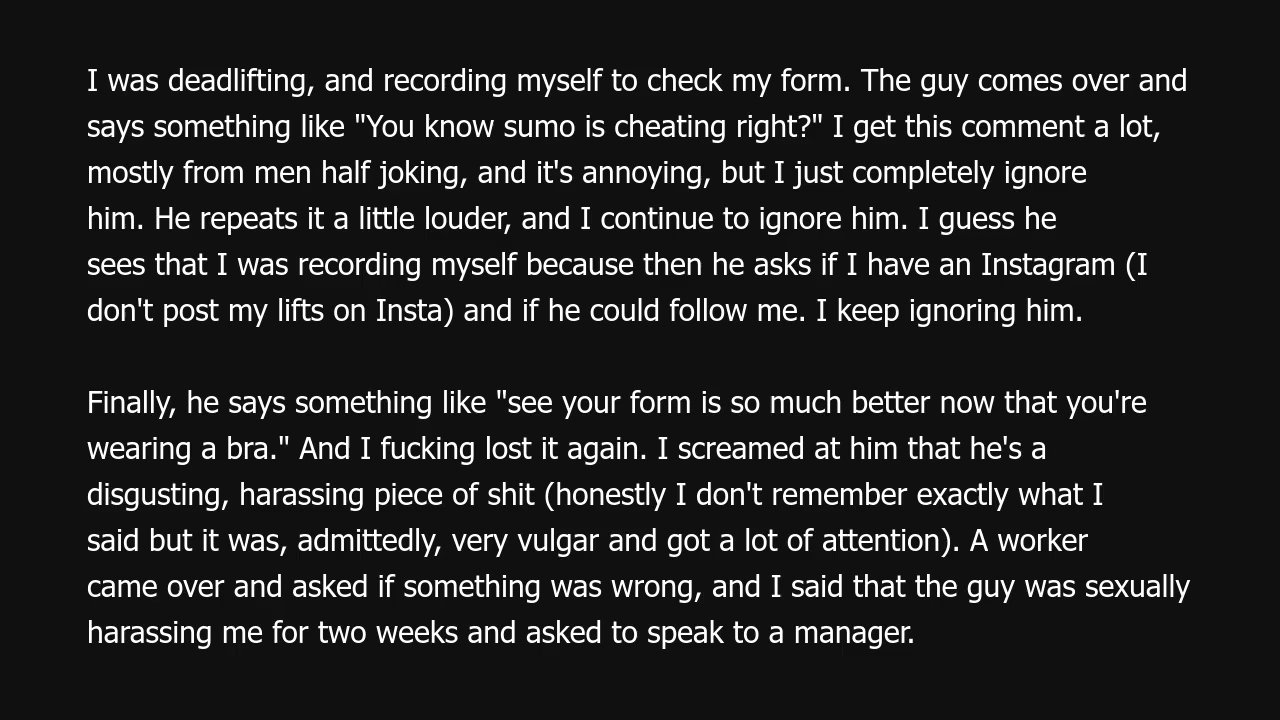 I was deadlifting, and recording myself to check my form. The guy comes over and
says something like "You know sumo is cheating right?" I get this comment a lot,
mostly from men half joking, and it's annoying, but I just completely ignore
him. He repeats it a little louder, and I continue to ignore him. I guess he
sees that I was recording myself because then he asks if I have an Instagram (I
don't post my lifts on Insta) and if he could follow me. I keep ignoring him.

Finally, he says something like "see your form is so much better now that you're
wearing a bra." And I fucking lost it again. I screamed at him that he's a
disgusting, harassing piece of shit (honestly I don't remember exactly what I
said but it was, admittedly, very vulgar and got a lot of attention). A worker
came over and asked if something was wrong, and I said that the guy was sexually
harassing me for two weeks and asked to speak to a manager.